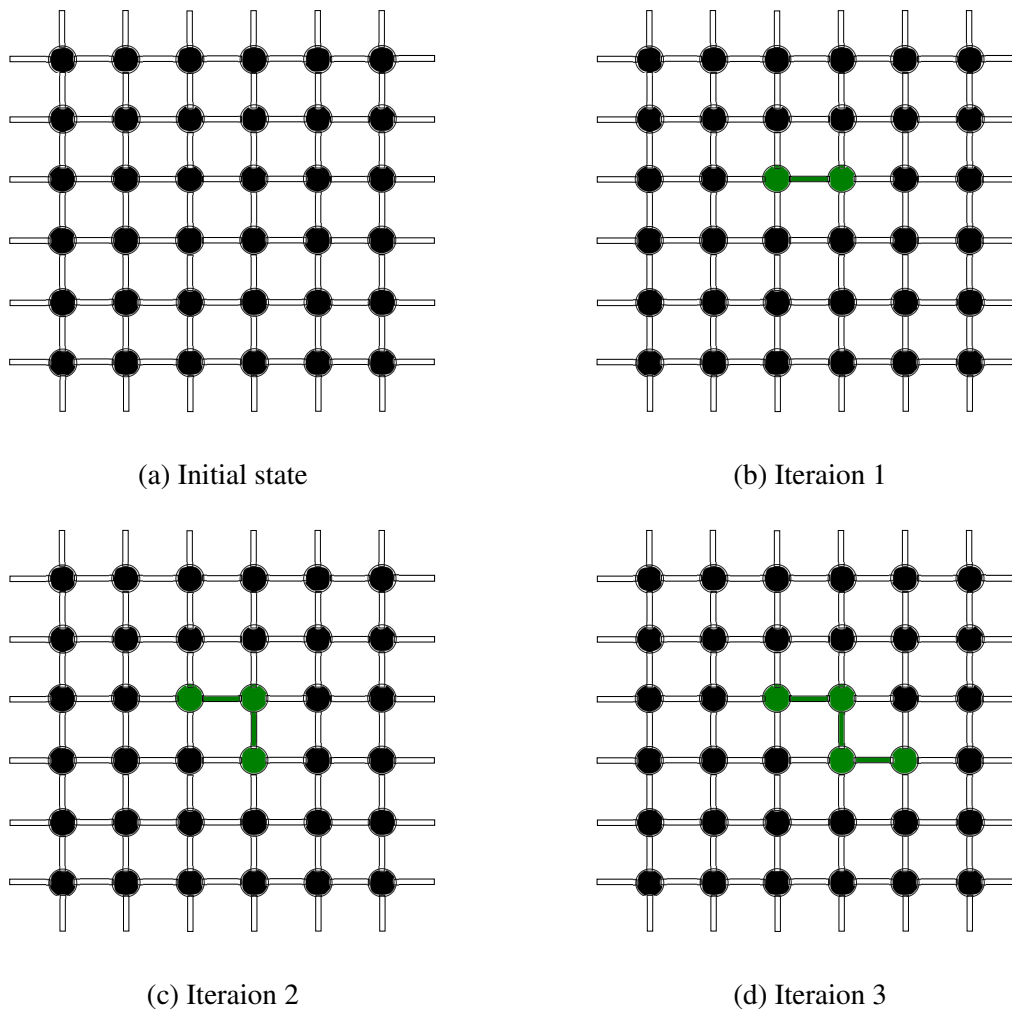 (a) Initial state
(b) Iteraion 1
(c) Iteraion 2
(d) Iteraion 3